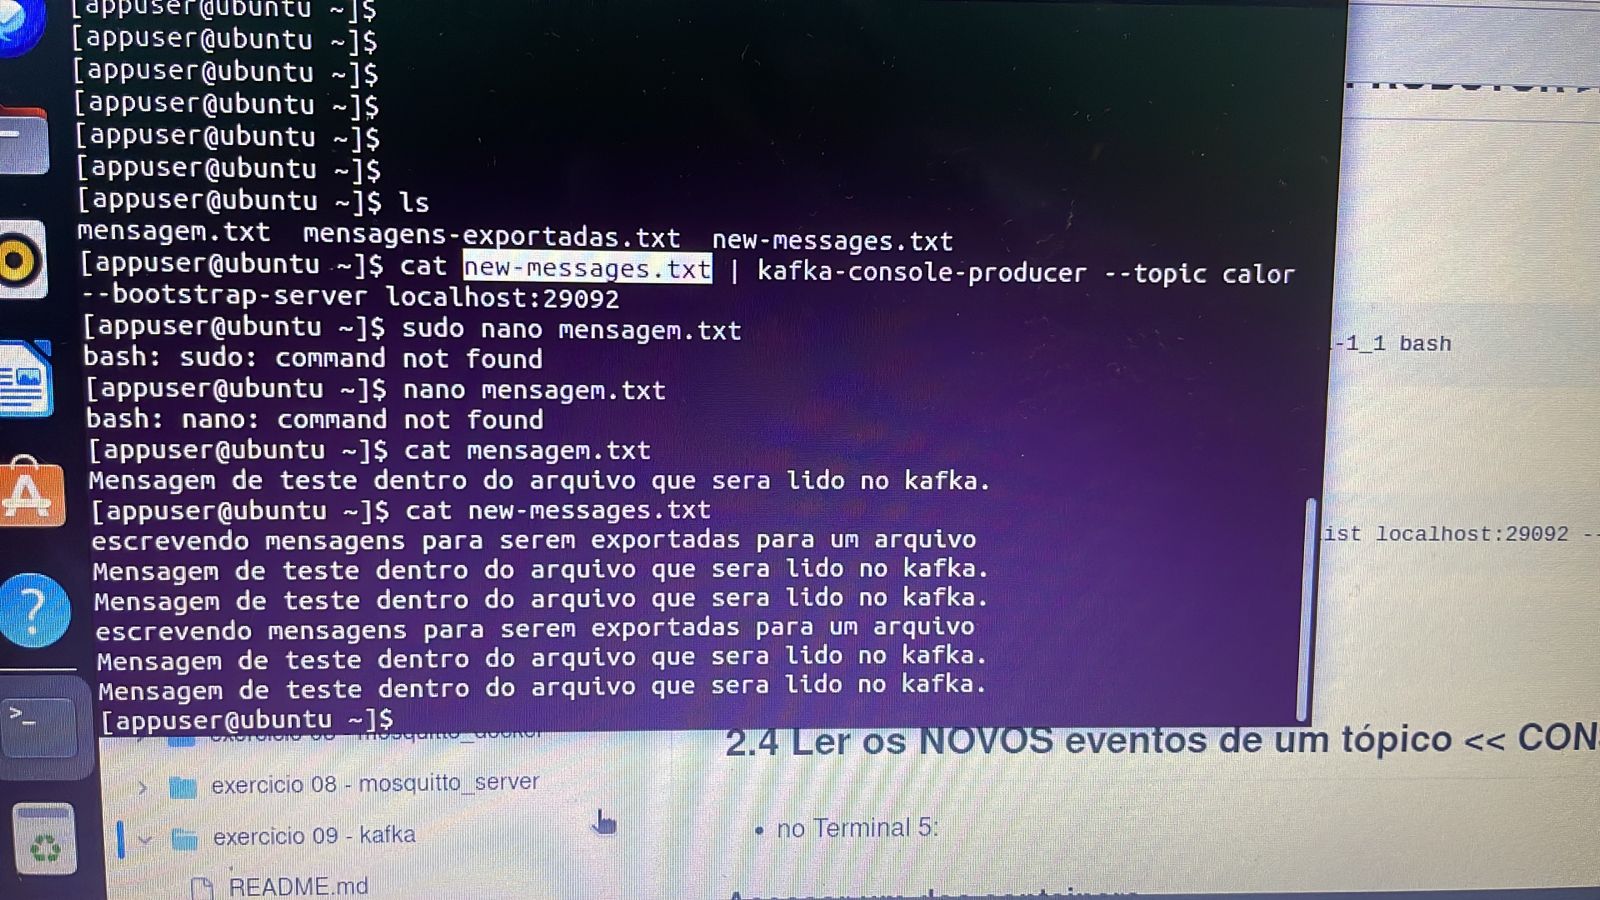 [appuser@ubuntu ~]$
[appuser@ubuntu ~]$
[appuser@ubuntu ~]$
[appuser@ubuntu ~]$
[appuser@ubuntu ~]$
[appuser@ubuntu ~]$
[appuser@ubuntu ~]$ ls
mensagem.txt  mensagens-exportadas.txt  new-messages.txt
[appuser@ubuntu ~]$ cat new-messages.txt | kafka-console-producer --topic calor
--bootstrap-server localhost:29092
[appuser@ubuntu ~]$ sudo nano mensagem.txt
bash: sudo: command not found
[appuser@ubuntu ~]$ nano mensagem.txt
bash: nano: command not found
[appuser@ubuntu ~]$ cat mensagem.txt
Mensagem de teste dentro do arquivo que sera lido no kafka.
[appuser@ubuntu ~]$ cat new-messages.txt
escrevendo mensagens para serem exportadas para um arquivo
Mensagem de teste dentro do arquivo que sera lido no kafka.
Mensagem de teste dentro do arquivo que sera lido no kafka.
escrevendo mensagens para serem exportadas para um arquivo
Mensagem de teste dentro do arquivo que sera lido no kafka.
Mensagem de teste dentro do arquivo que sera lido no kafka.
[appuser@ubuntu ~]$
-1_1 bash
ist localhost:29092 --
exercicio 08 - mosquitto_server
exercicio 09 - kafka
README.md
2.4 Ler os NOVOS eventos de um tópico << CONS
• no Terminal 5: